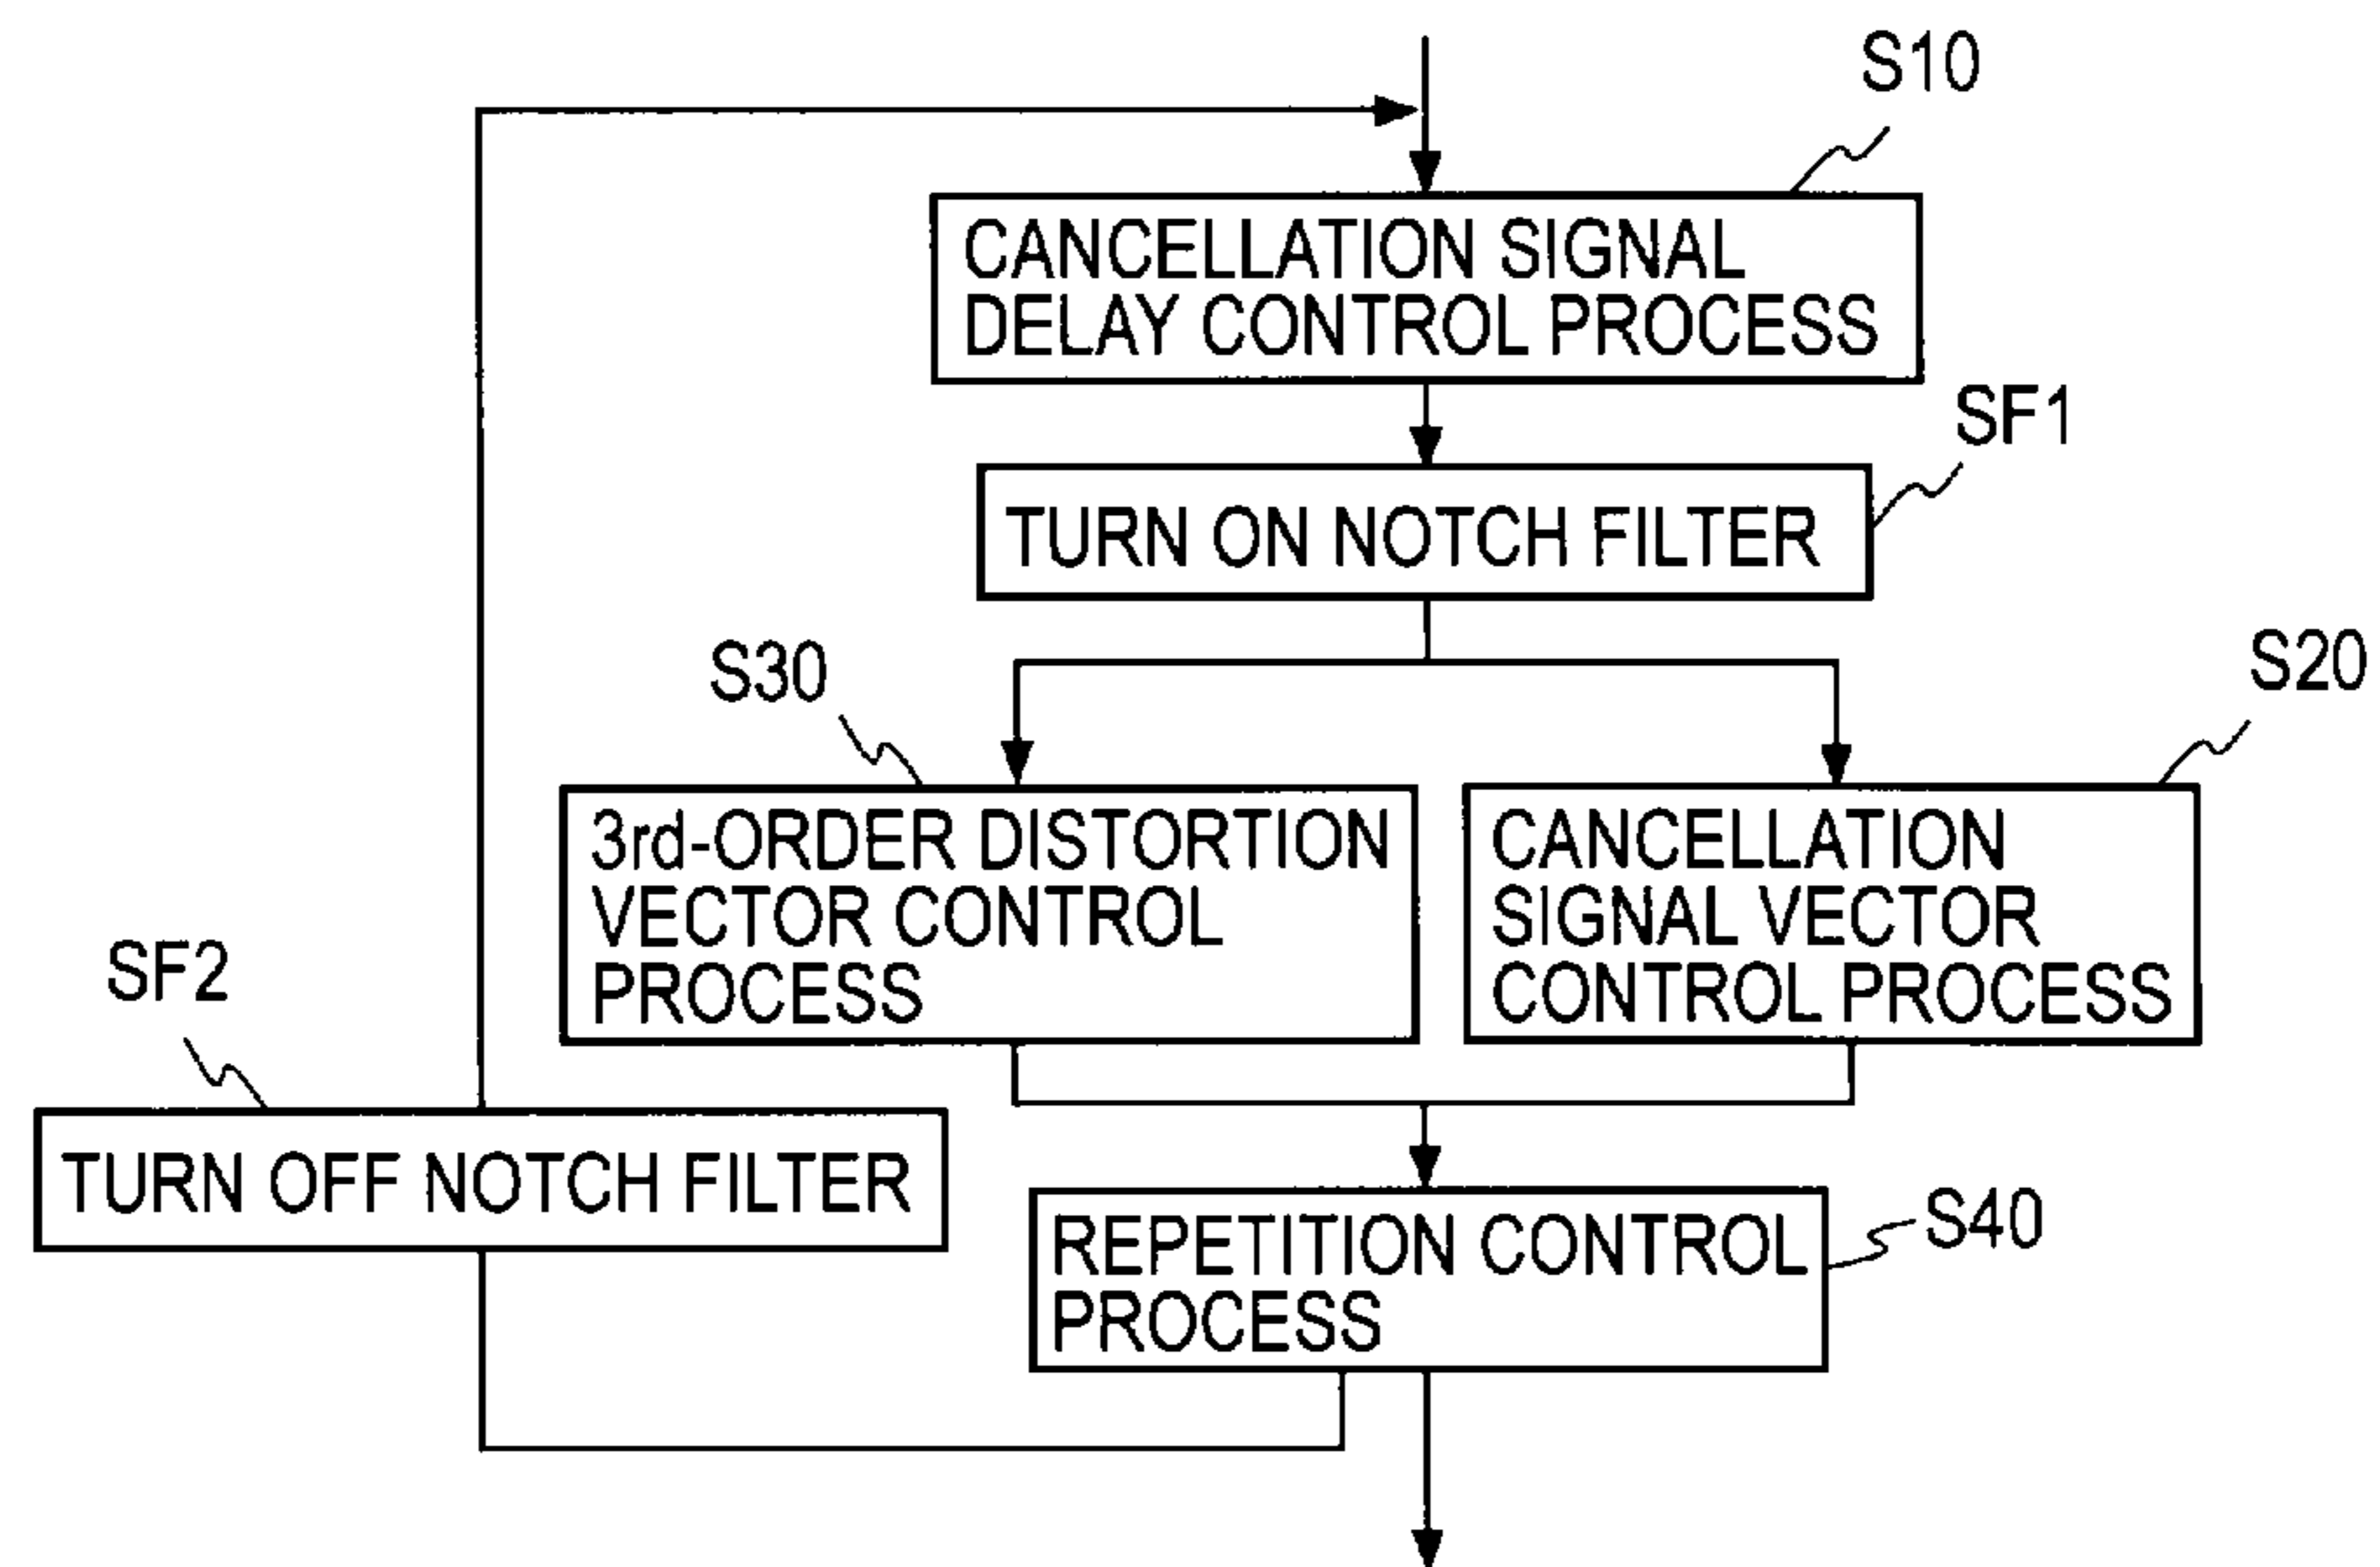 S10
CANCELLATION SIGNAL
DELAY CONTROL PROCESS
SF1
TURN ON NOTCH FILTER
S30
S20
3rd-ORDER DISTORTION
VECTOR CONTROL
PROCESS
CANCELLATION
SIGNAL VECTOR
CONTROL PROCESS
SF2
TURN OFF NOTCH FILTER
REPETITION CONTROL
PROCESS
S40